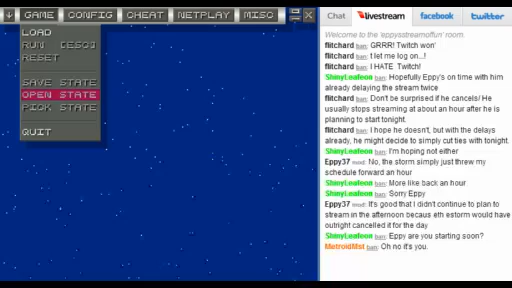 GAME CONFIG CHEAT NETPLAY MISC
LOAD
RUN [ESC]
RESET
SAVE STATE
OPEN STATE
PICK STATE
QUIT
Chat livestream facebook twitter
Welcome to the 'eppystreamoffun' room.
flitchard ban: GRRR! Twitch won'
flitchard ban: t let me log on...!
flitchard ban: I HATE Twitch!
ShinyLeafeon ban: Hopefully Eppy's on time with him
already delaying the stream twice
flitchard ban: Don't be surprised if he cancels/ He
usually stops streaming at about an hour after he is
planning to start tonight.
flitchard ban: I hope he doesn't, but with the delays
already, he might decide to simply cut ties with tonight.
ShinyLeafeon ban: I'm hoping not either
Eppy37 mod: No, the storm simply just threw my
schedule forward an hour
ShinyLeafeon ban: More like back an hour
ShinyLeafeon ban: Sorry Eppy
Eppy37 mod: It's good that I didn't continue to plan to
stream in the afternoon becaus eth estorm would have
outright cancelled it for the day
ShinyLeafeon ban: Eppy are you starting soon?
MetroidMst ban: Oh no it's you.